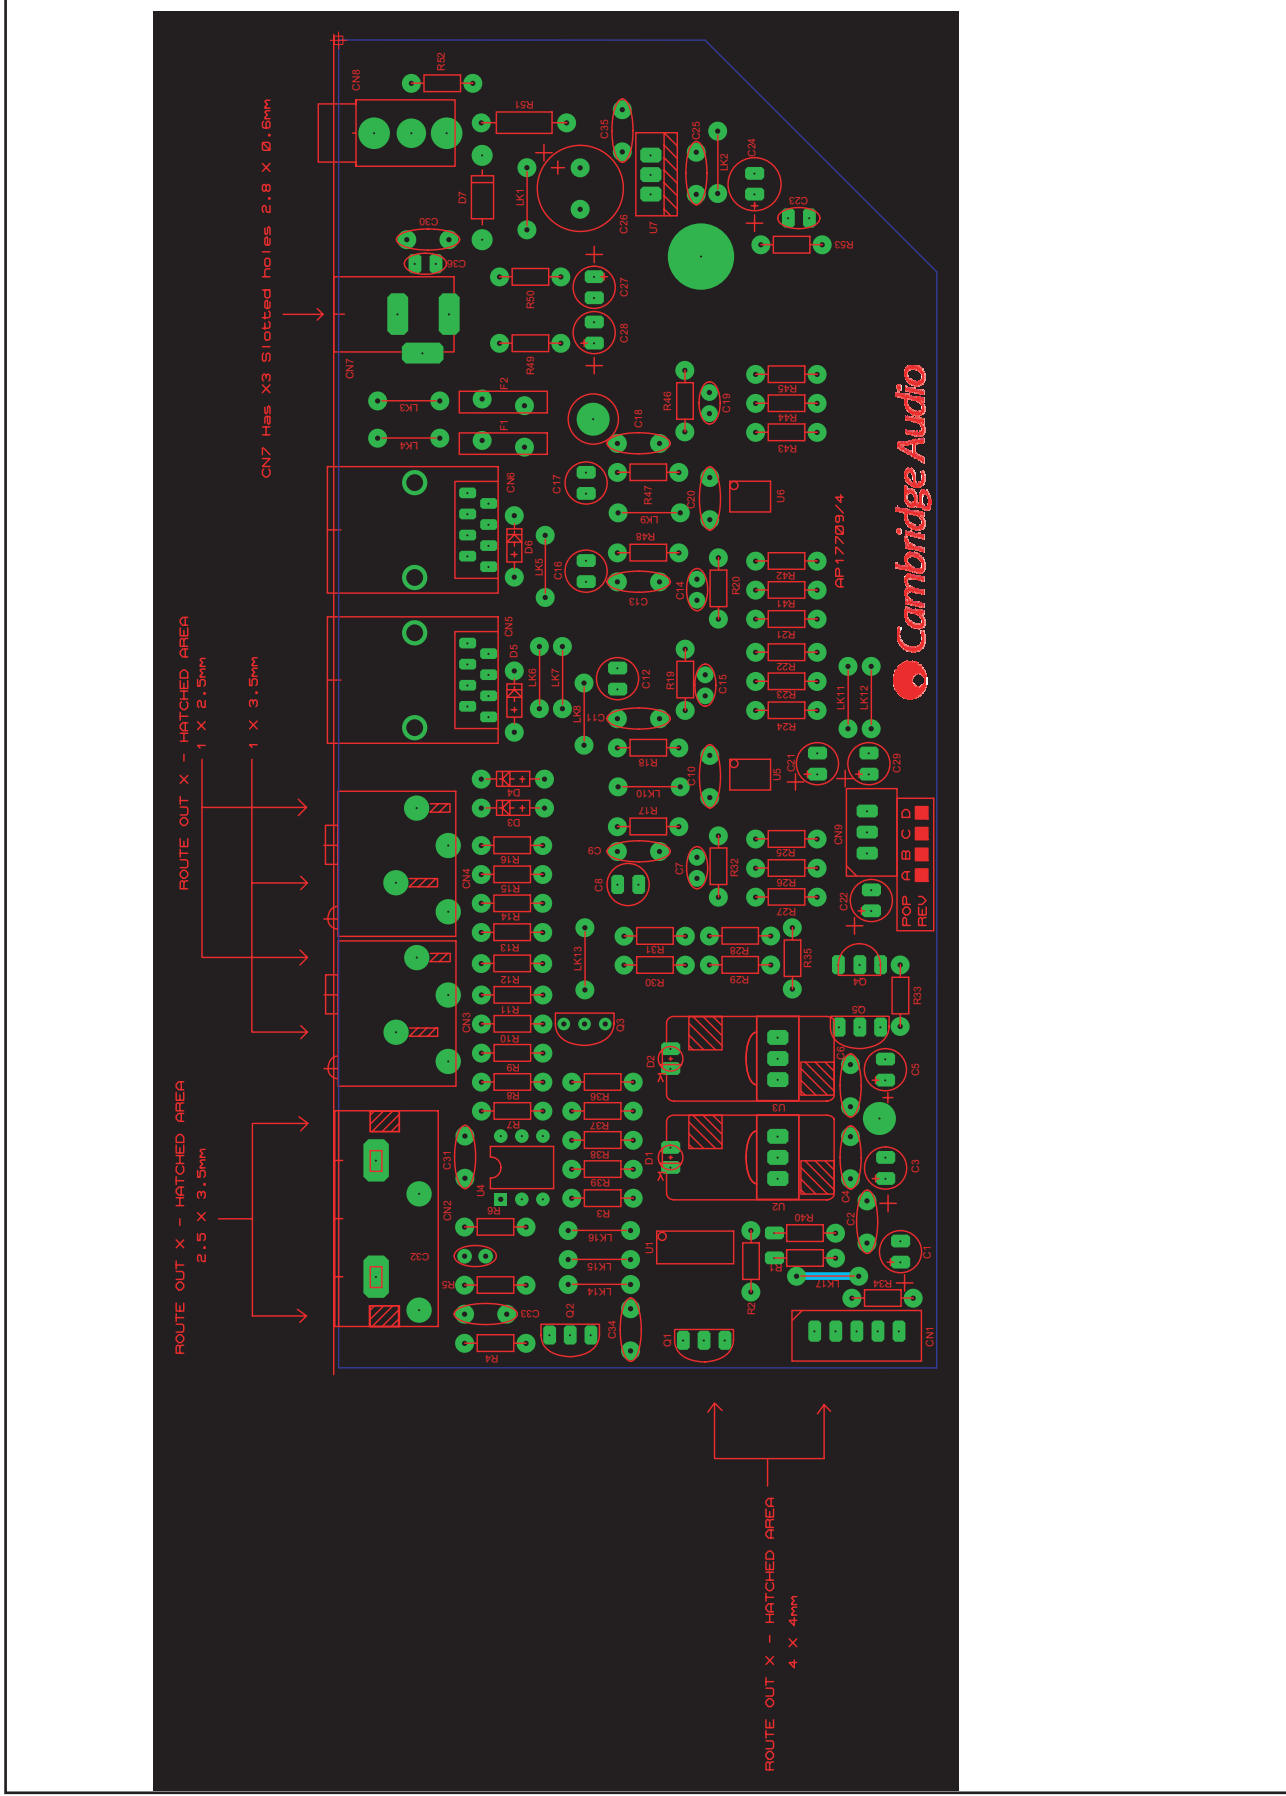 CN7 Has X3 Slotted holes 2.8 X 0.6MM
ROUTE OUT X - HATCHED AREA
1 X 2.5MM
1 X 3.5MM
ROUTE OUT X - HATCHED AREA
2.5 X 3.5MM
ROUTE OUT X - HATCHED AREA
4 X 4MM
CN8
R52
R51
C35
C25
LK2
C24
D7
LK1
C26
U7
C23
R53
C30
C36
R50
C27
CN7
R49
C28
LK3
F2
R46
C19
R45
LK4
F1
C18
R44
R43
CN6
C17
R47
C20
U6
LK9
D6
LK5
C16
R48
C13
C14
R20
R42
R41
R21
AP17709/4
Cambridge Audio
CN5
D5
LK6
LK7
LK8
C12
C11
R19
C15
R22
R23
R24
LK11
LK12
R18
C10
U5
C21
C29
LK10
D4
D3
R17
C9
C8
C7
R32
R25
R26
R27
CN9
C22
POP
REV
A B C D
CN4
R16
R15
R14
R13
R12
R11
R10
R9
R8
R7
CN3
LK13
Q3
R31
R30
R28
R29
R35
Q4
R33
Q5
D2
U3
C6
C5
R36
R37
R38
R39
R3
D1
U2
C4
C3
C31
U4
CN2
R6
C32
R5
C33
R4
Q2
LK16
LK15
LK14
C34
U1
R2
R40
R1
LK17
C2
C1
R34
Q1
CN1